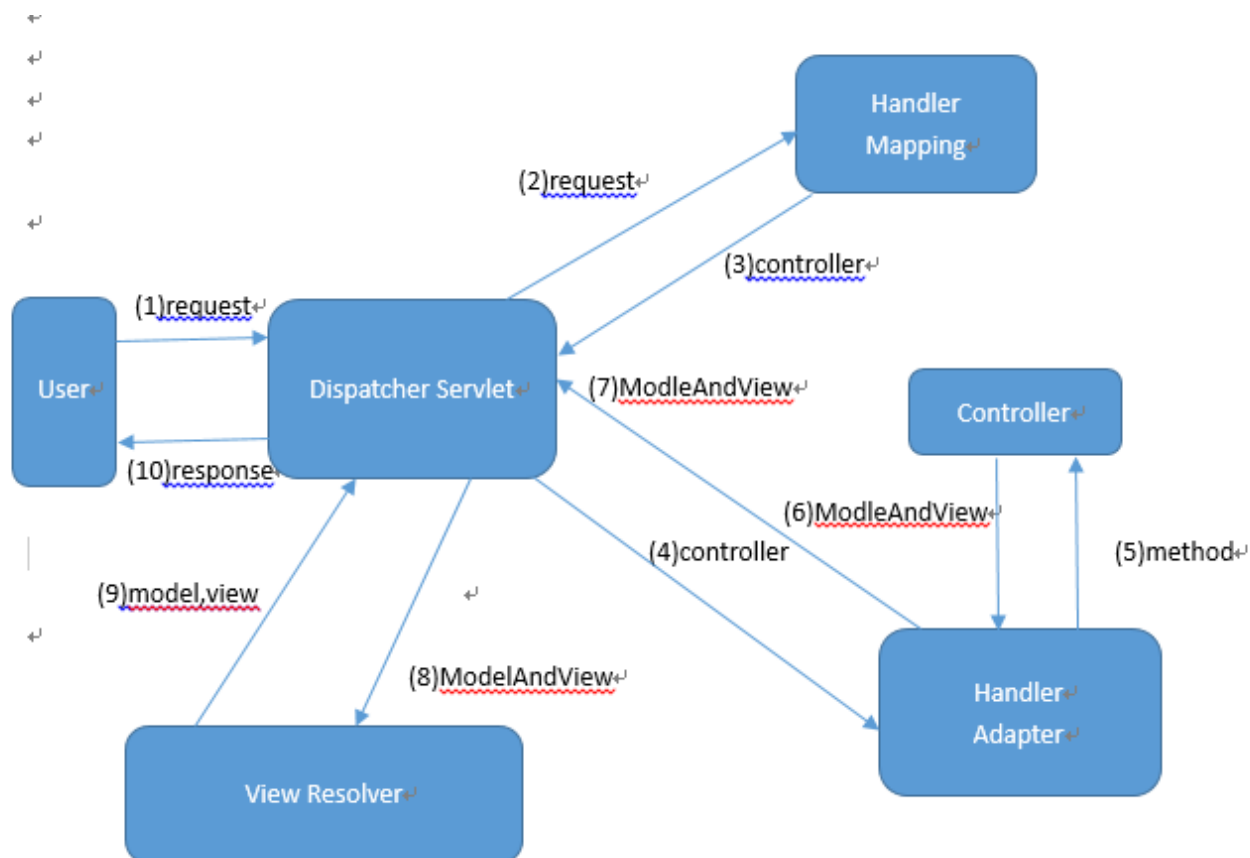 Handler
Mapping
(2)request
(3)controller
(1)request
User
Dispatcher Servlet
(7)ModleAndView
Controller
(10)response
(6)ModleAndView
(4)controller
(5)method
(9)model,view
(8)ModelAndView
Handler
Adapter
View Resolver